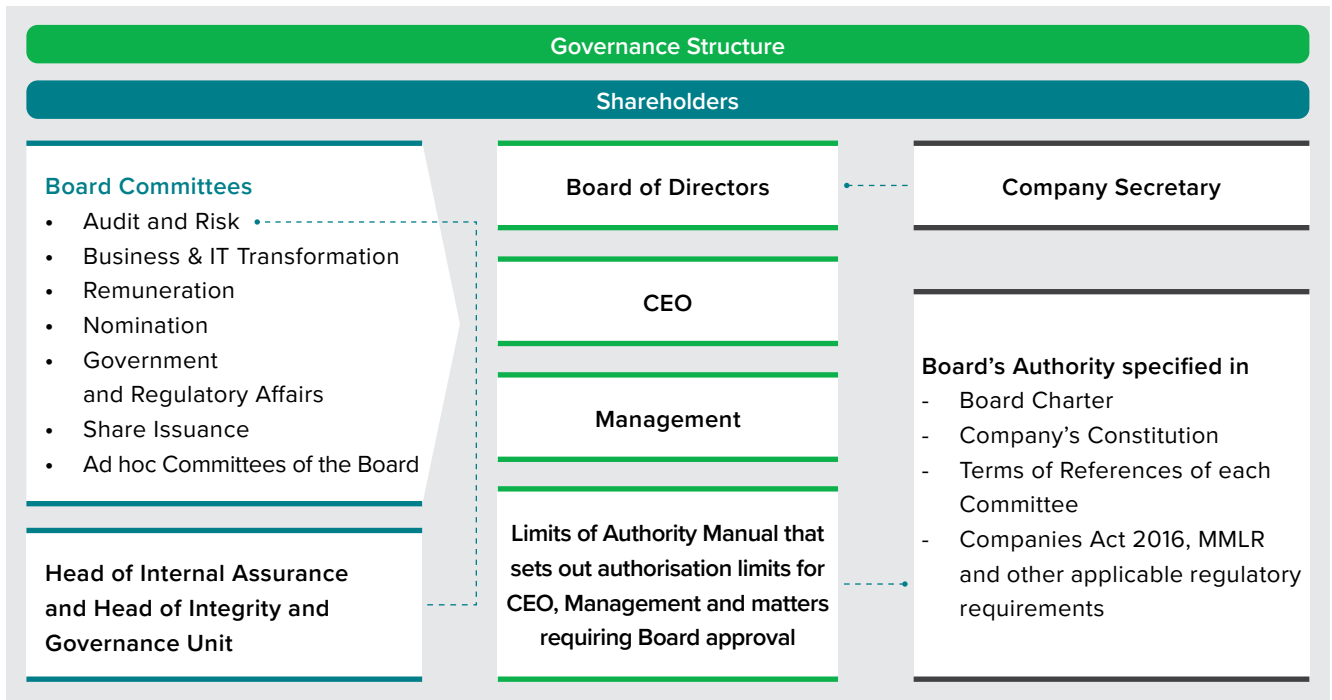 Governance Structure
Shareholders
Board Committees
• Audit and Risk
• Business & IT Transformation
• Remuneration
• Nomination
• Government
and Regulatory Affairs
• Share Issuance
• Ad hoc Committees of the Board
Head of Internal Assurance
and Head of Integrity and
Governance Unit
Board of Directors
CEO
Management
Limits of Authority Manual that
sets out authorisation limits for
CEO, Management and matters
requiring Board approval
Company Secretary
Board’s Authority specified in
- Board Charter
- Company’s Constitution
- Terms of References of each
Committee
- Companies Act 2016, MMLR
and other applicable regulatory
requirements